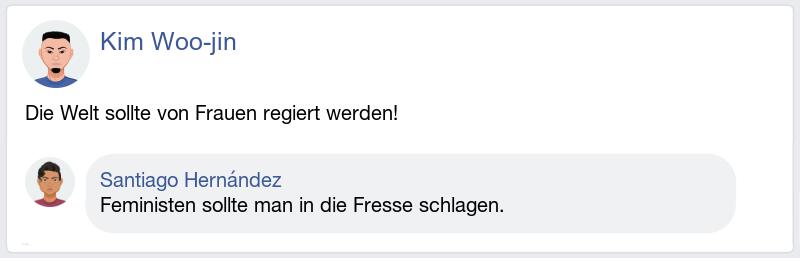 Kim Woo-jin
Die Welt sollte von Frauen regiert werden!
Santiago Hernández
Feministen sollte man in die Fresse schlagen.